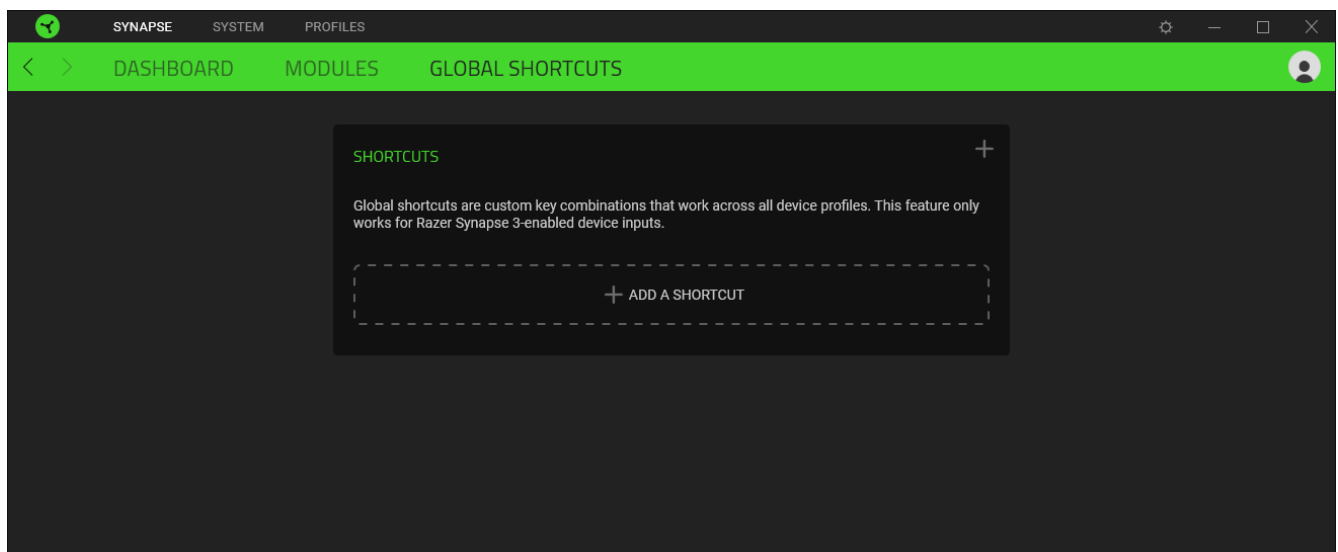 SYNAPSE SYSTEM PROFILES
DASHBOARD MODULES GLOBAL SHORTCUTS
SHORTCUTS
Global shortcuts are custom key combinations that work across all device profiles. This feature only
works for Razer Synapse 3-enabled device inputs.
ADD A SHORTCUT